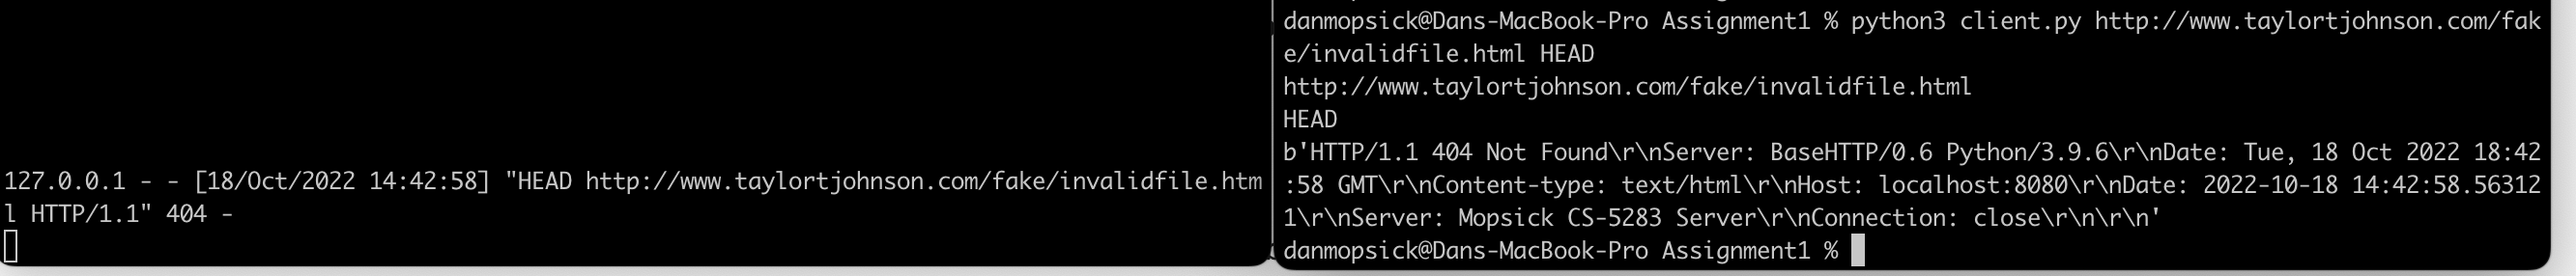 127.0.0.1 - - [18/Oct/2022 14:42:58] "HEAD http://www.taylortjohnson.com/fake/invalidfile.htm
l HTTP/1.1" 404 -
danmopsick@Dans-MacBook-Pro Assignment1 % python3 client.py http://www.taylortjohnson.com/fak
e/invalidfile.html HEAD
http://www.taylortjohnson.com/fake/invalidfile.html
HEAD
b'HTTP/1.1 404 Not Found\r\nServer: BaseHTTP/0.6 Python/3.9.6\r\nDate: Tue, 18 Oct 2022 18:42
:58 GMT\r\nContent-type: text/html\r\nHost: localhost:8080\r\nDate: 2022-10-18 14:42:58.56312
1\r\nServer: Mopsick CS-5283 Server\r\nConnection: close\r\n\r\n'
danmopsick@Dans-MacBook-Pro Assignment1 %